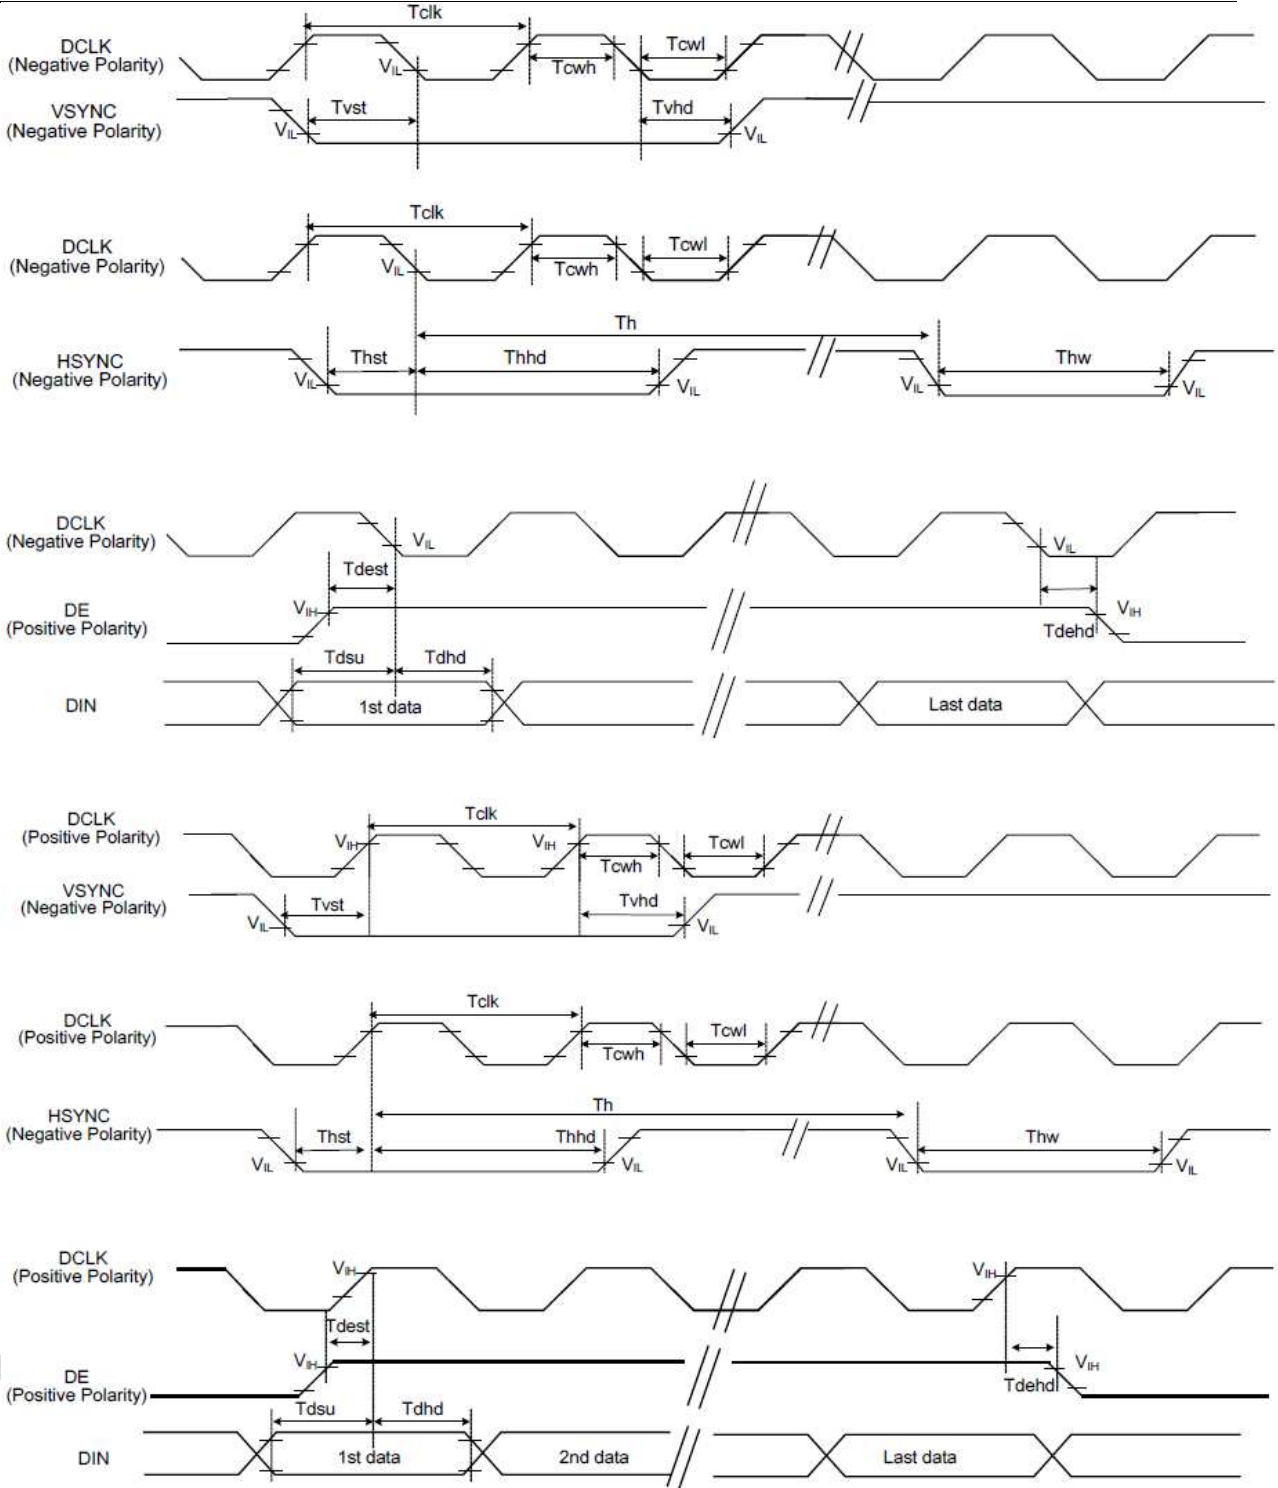 Tclk
DCLK
(Negative Polarity)
VIL
Tcwh
Tcwl
VSYNC
(Negative Polarity)
VIL
Tvst
Tvhd
VIL
Tclk
DCLK
(Negative Polarity)
VIL
Tcwh
Tcwl
Th
HSYNC
(Negative Polarity)
VIL
Thst
Thhd
VIL
VIL
Thw
VIL
DCLK
(Negative Polarity)
VIL
VIL
Tdest
DE
(Positive Polarity)
VIH
VIH
Tdehd
Tdsu
Tdhd
DIN
1st data
Last data
Tclk
DCLK
(Positive Polarity)
VIH
VIH
Tcwh
Tcwl
VSYNC
(Negative Polarity)
VIL
Tvst
Tvhd
VIL
Tclk
DCLK
(Positive Polarity)
Tcwh
Tcwl
Th
HSYNC
(Negative Polarity)
VIL
Thst
Thhd
VIL
VIL
Thw
VIL
DCLK
(Positive Polarity)
VIH
VIH
Tdest
DE
(Positive Polarity)
VIH
VIH
Tdehd
Tdsu
Tdhd
DIN
1st data
2nd data
Last data